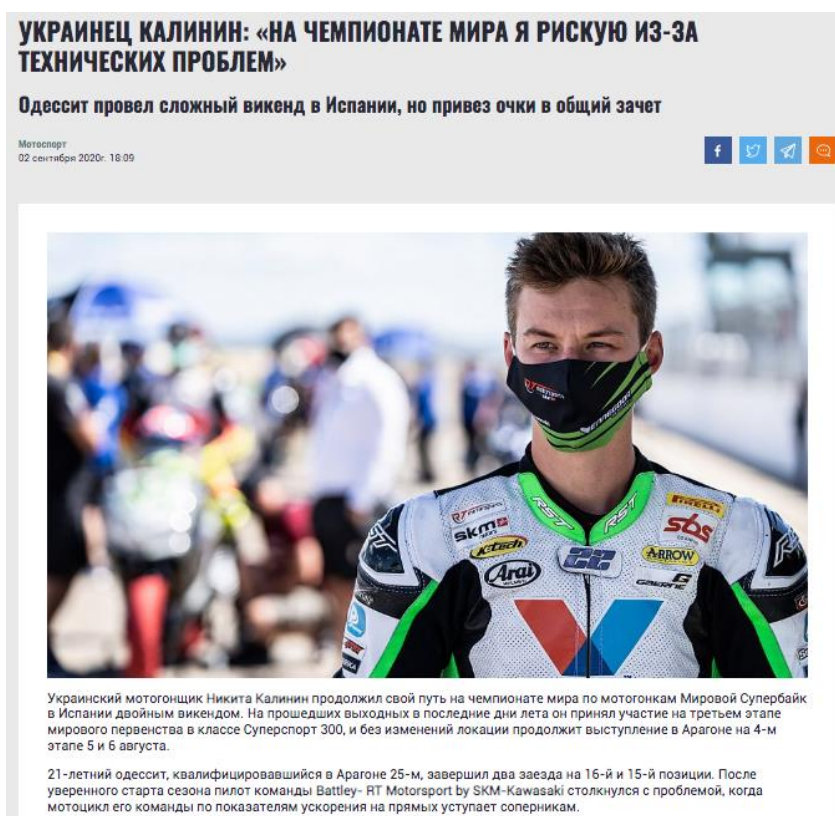 УКРАИНЕЦ КАЛИНИН: «НА ЧЕМПИОНАТЕ МИРА Я РИСКУЮ ИЗ-ЗА
ТЕХНИЧЕСКИХ ПРОБЛЕМ»
Одессит провел сложный викенд в Испании, но привез очки в общий зачет
Мотоспорт
02 сентября 2020г. 18:09
RST
RST
PIRELLI
skm
sbs
K-Tech
ARROW
22
Arai
GAERNE G
Украинский мотогонщик Никита Калинин продолжил свой путь на чемпионате мира по мотогонкам Мировой Супербайк
в Испании двойным викендом. На прошедших выходных в последние дни лета он принял участие на третьем этапе
мирового первенства в классе Суперспорт 300, и без изменений локации продолжит выступление в Арагоне на 4-м
этапе 5 и 6 августа.
21-летний одессит, квалифицировавшийся в Арагоне 25-м, завершил два заезда на 16-й и 15-й позиции. После
уверенного старта сезона пилот команды Battley- RT Motorsport by SKM-Kawasaki столкнулся с проблемой, когда
мотоцикл его команды по показателям ускорения на прямых уступает соперникам.